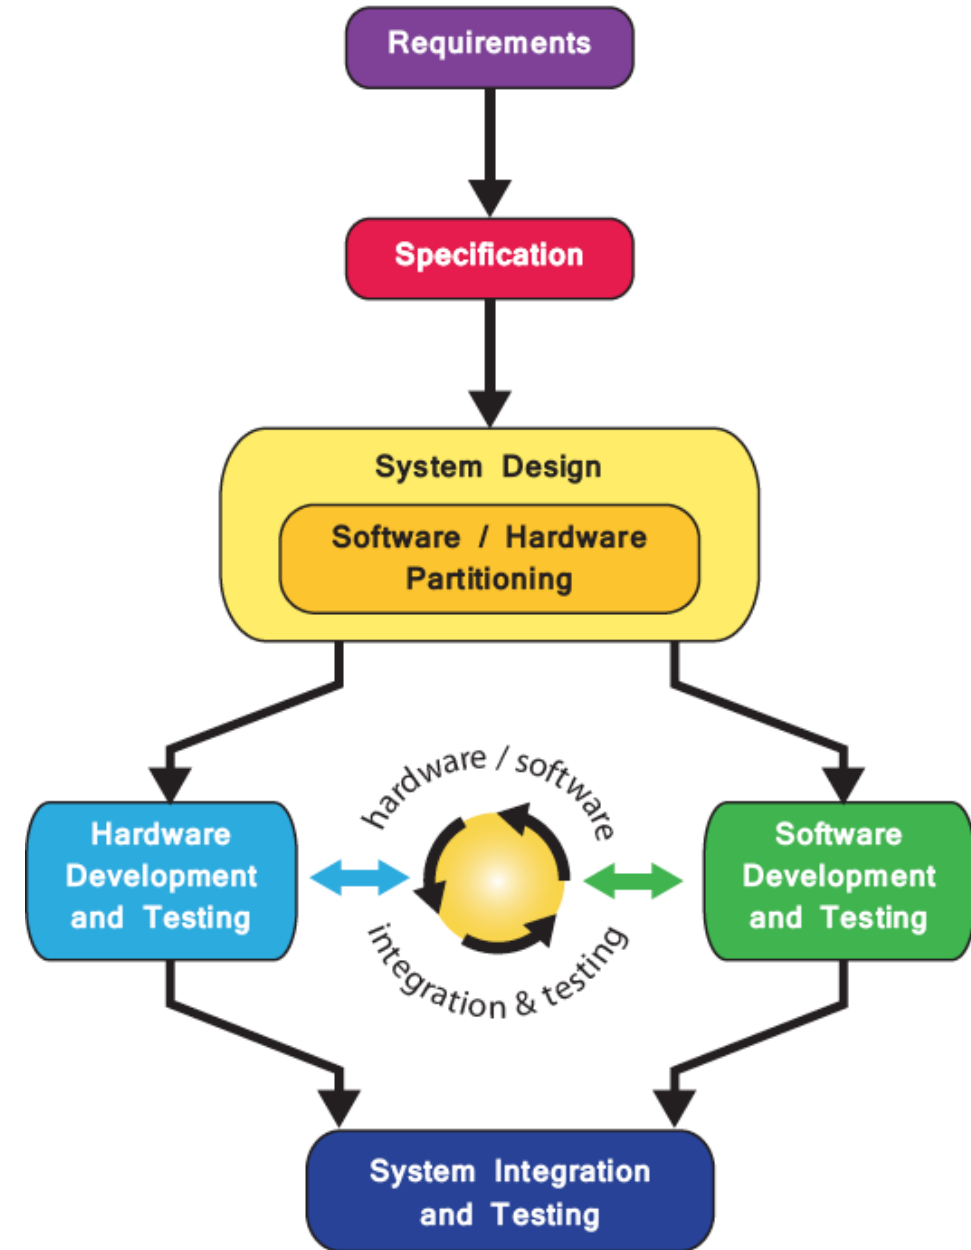 Requirements
Specification
System Design
Software / Hardware
Partitioning
hardware / software
Hardware
Development
and Testing
Software
Development
and Testing
integration & testing
System Integration
and Testing